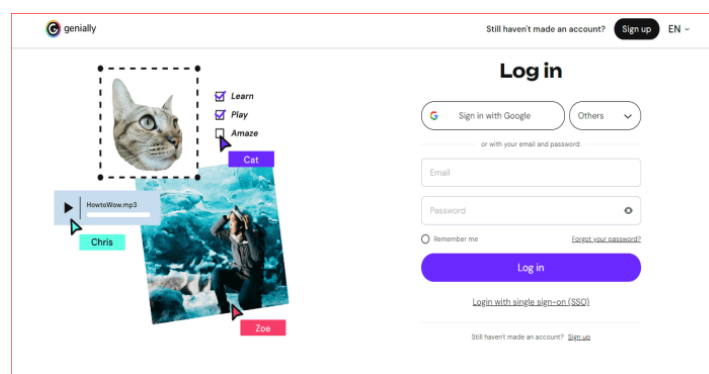 genially
Still haven't made an account? Sign up EN
Learn
Play
Amaze
Cat
HowtoWow.mp3
Chris
Zoe
Log in
Sign in with Google
Others
or with your email and password:
Email
Password
Remember me
Forgot your password?
Log in
Login with single sign-on (SSO)
Still haven't made an account? Sign up